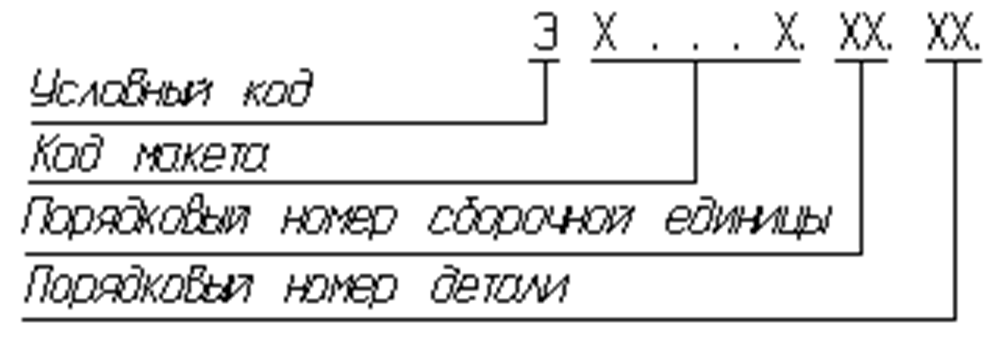 Э Х . . . Х. ХХ. ХХ.
Условный код
Код макета
Порядковый номер сборочной единицы
Порядковый номер детали